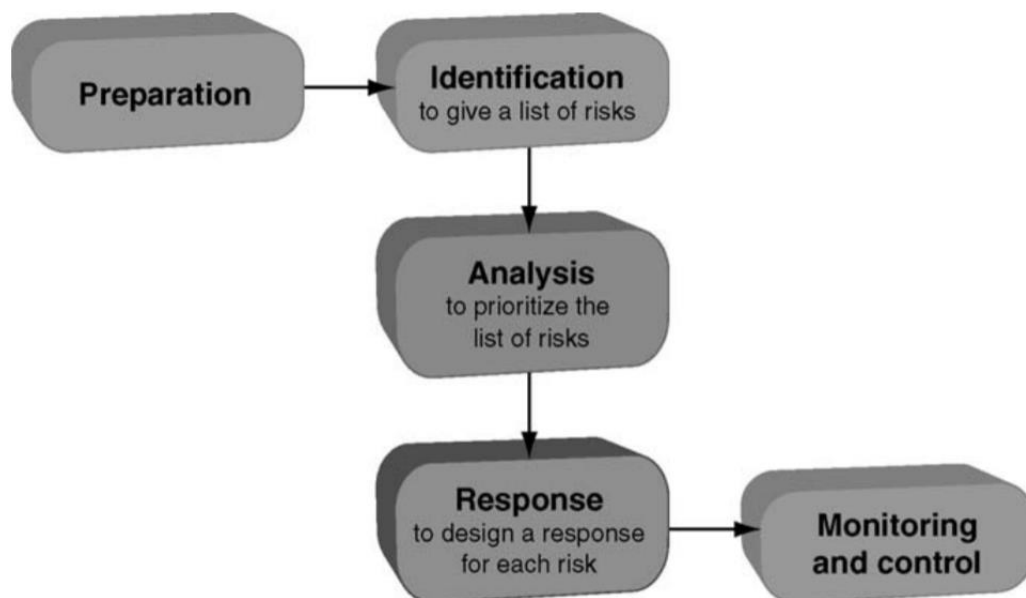 Preparation
Identification
to give a list of risks
Analysis
to prioritize the
list of risks
Response
to design a response
for each risk
Monitoring
and control